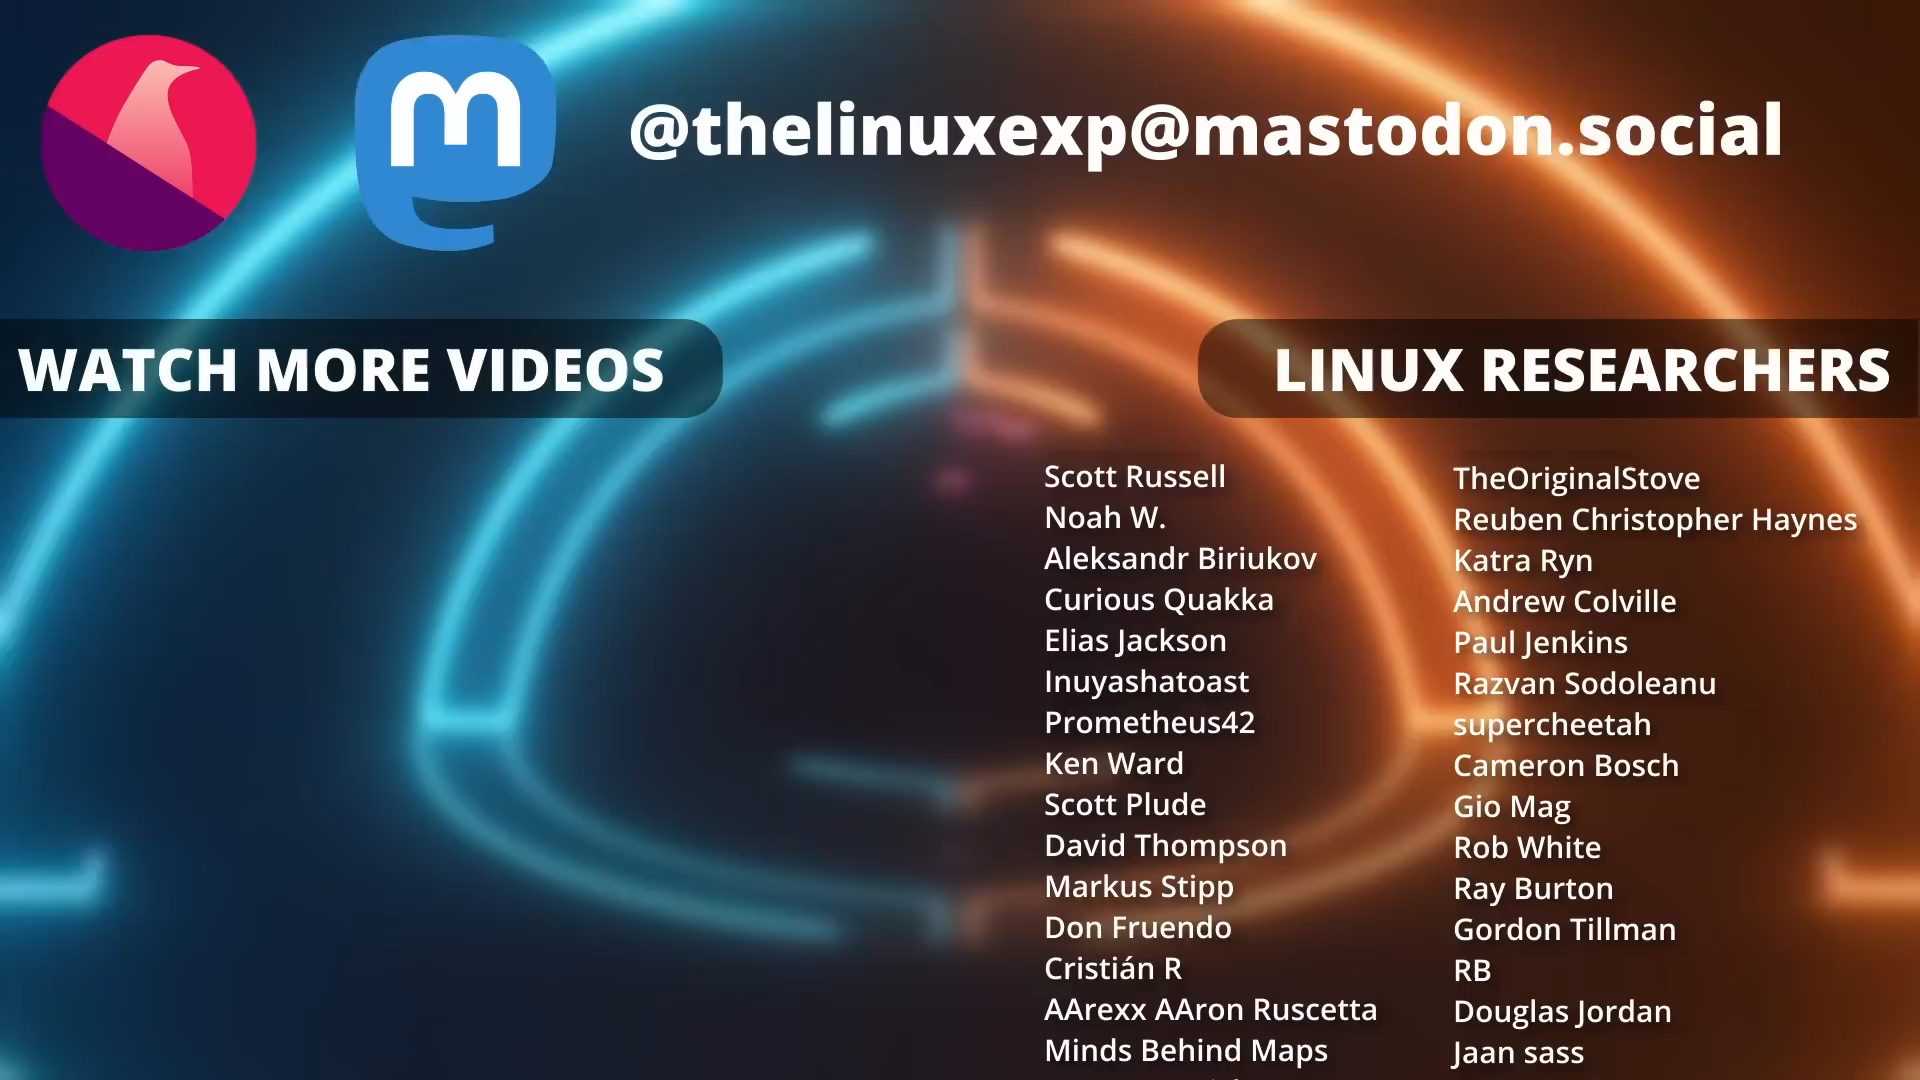 @thelinuxexp@mastodon.social
WATCH MORE VIDEOS
LINUX RESEARCHERS
Scott Russell
Noah W.
Aleksandr Biriukov
Curious Quakka
Elias Jackson
Inuyashatoast
Prometheus42
Ken Ward
Scott Plude
David Thompson
Markus Stipp
Don Fruendo
Cristián R
AArexx AAron Ruscetta
Minds Behind Maps
TheOriginalStove
Reuben Christopher Haynes
Katra Ryn
Andrew Colville
Paul Jenkins
Razvan Sodoleanu
supercheetah
Cameron Bosch
Gio Mag
Rob White
Ray Burton
Gordon Tillman
RB
Douglas Jordan
Jaan sass